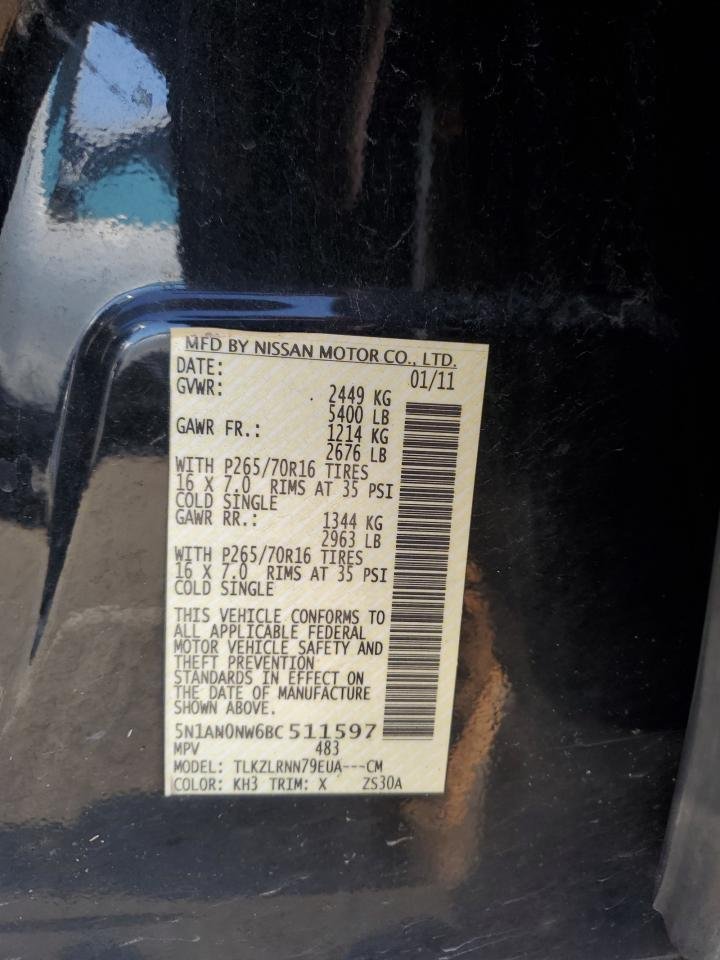 MFD BY NISSAN MOTOR CO., LTD.
DATE: 01/11
GVWR: 2449 KG
5400 LB
GAWR FR.: 1214 KG
2676 LB
WITH P265/70R16 TIRES
16 X 7.0 RIMS AT 35 PSI
COLD SINGLE
GAWR RR.: 1344 KG
2963 LB
WITH P265/70R16 TIRES
16 X 7.0 RIMS AT 35 PSI
COLD SINGLE
THIS VEHICLE CONFORMS TO
ALL APPLICABLE FEDERAL
MOTOR VEHICLE SAFETY AND
THEFT PREVENTION
STANDARDS IN EFFECT ON
THE DATE OF MANUFACTURE
SHOWN ABOVE.
5N1AN0NW6BC511597
MPV 483
MODEL: TLKZLRNN79EUA---CM
COLOR: KH3 TRIM: X ZS30A